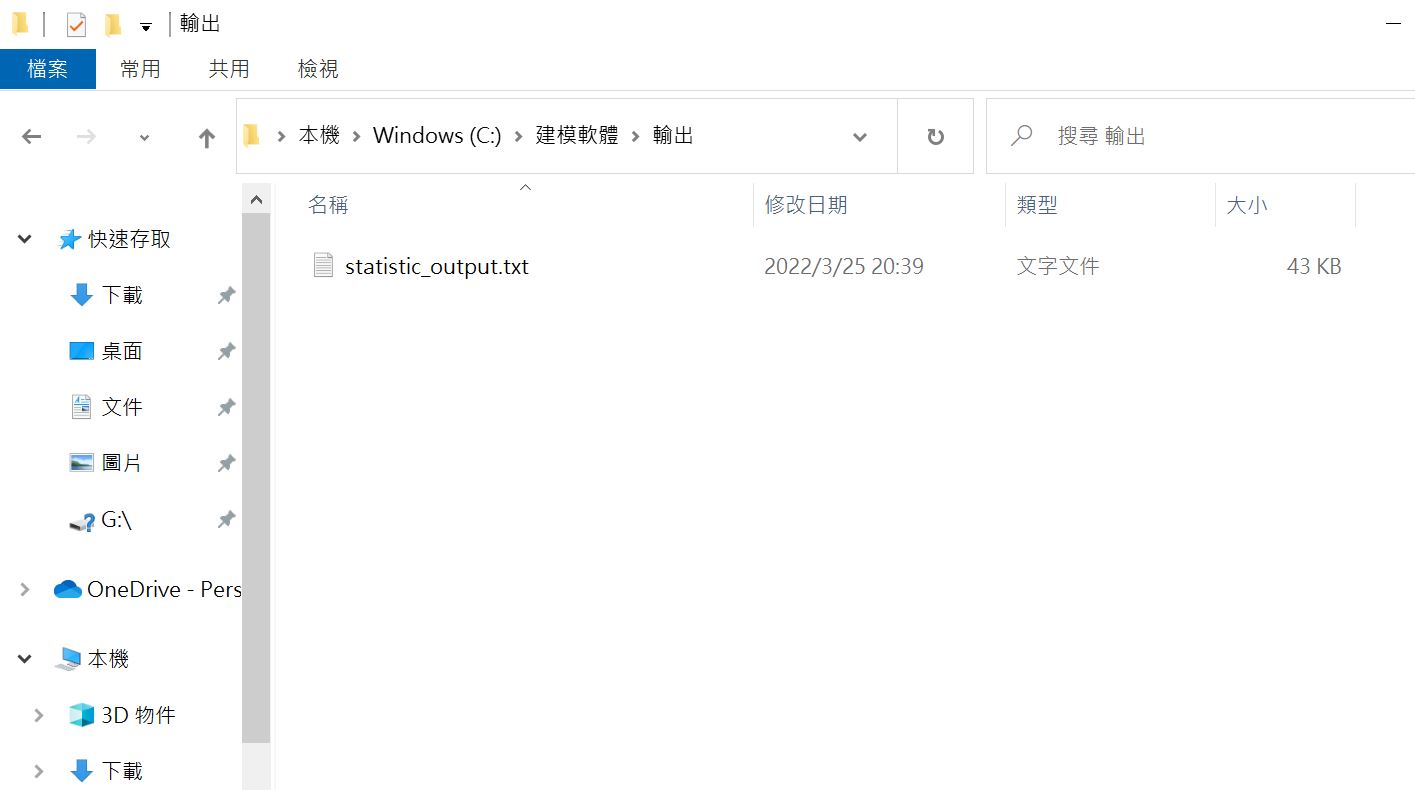 輸出
檔案 常用 共用 檢視
本機 Windows (C:) 建模軟體 輸出 搜尋 輸出
名稱 修改日期 類型 大小
statistic_output.txt 2022/3/25 20:39 文字文件 43 KB
快速存取
下載
桌面
文件
圖片
G:\
OneDrive - Pers
本機
3D 物件
下載